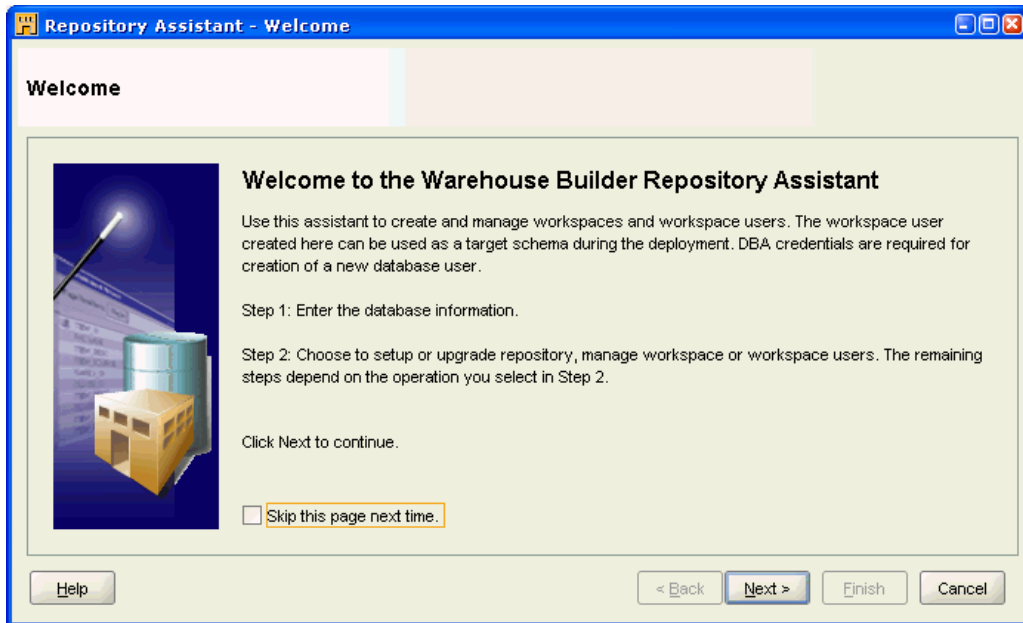 Repository Assistant - Welcome
Welcome
Welcome to the Warehouse Builder Repository Assistant
Use this assistant to create and manage workspaces and workspace users. The workspace user
created here can be used as a target schema during the deployment. DBA credentials are required for
creation of a new database user.
Step 1: Enter the database information.
Step 2: Choose to setup or upgrade repository, manage workspace or workspace users. The remaining
steps depend on the operation you select in Step 2.
Click Next to continue.
Skip this page next time.
Help
< Back
Next >
Finish
Cancel